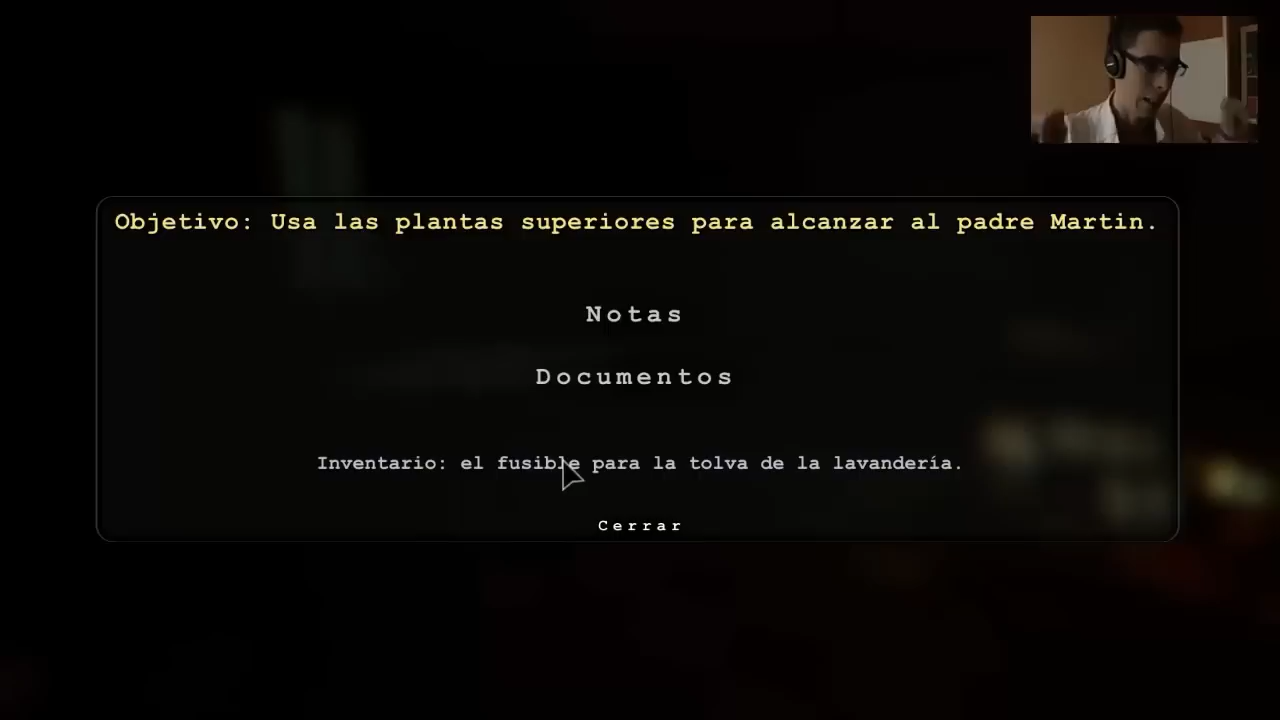 Objetivo: Usa las plantas superiores para alcanzar al padre Martin.
Notas
Documentos
Inventario: el fusible para la tolva de la lavandería.
Cerrar